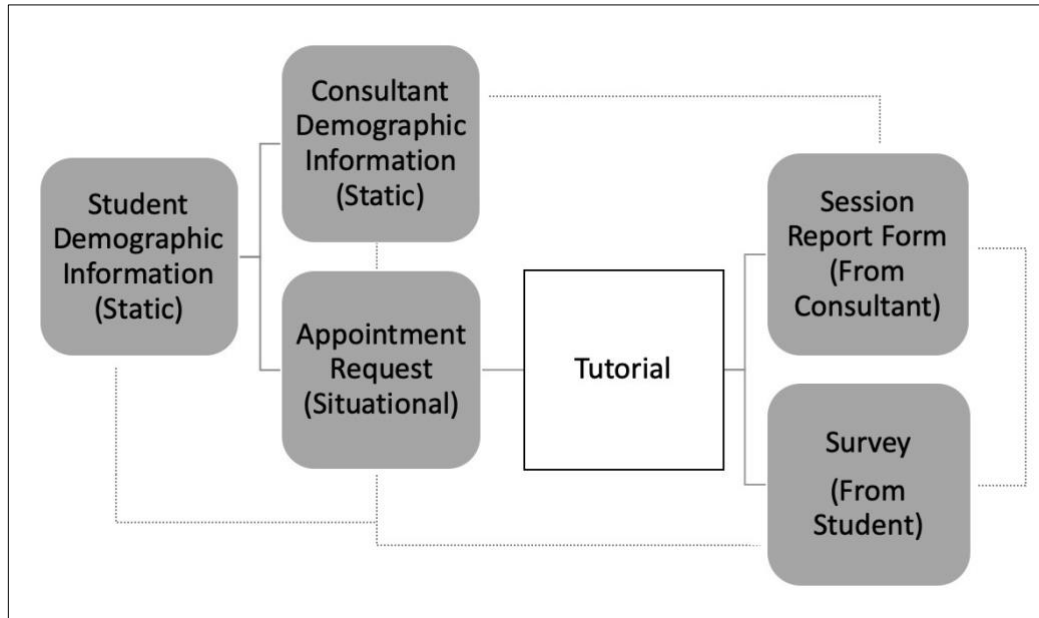 Student
Demographic
Information
(Static)
Consultant
Demographic
Information
(Static)
Appointment
Request
(Situational)
Tutorial
Session
Report Form
(From
Consultant)
Survey
(From
Student)